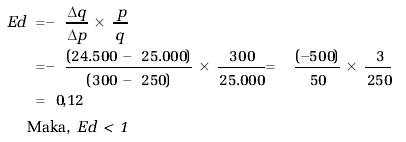 Ed = − Δq/Δp × p/q
= − (24.500 − 25.000)/(300 − 250) × 300/25.000 = (−500)/50 × 3/250
= 0,12
Maka, Ed < 1